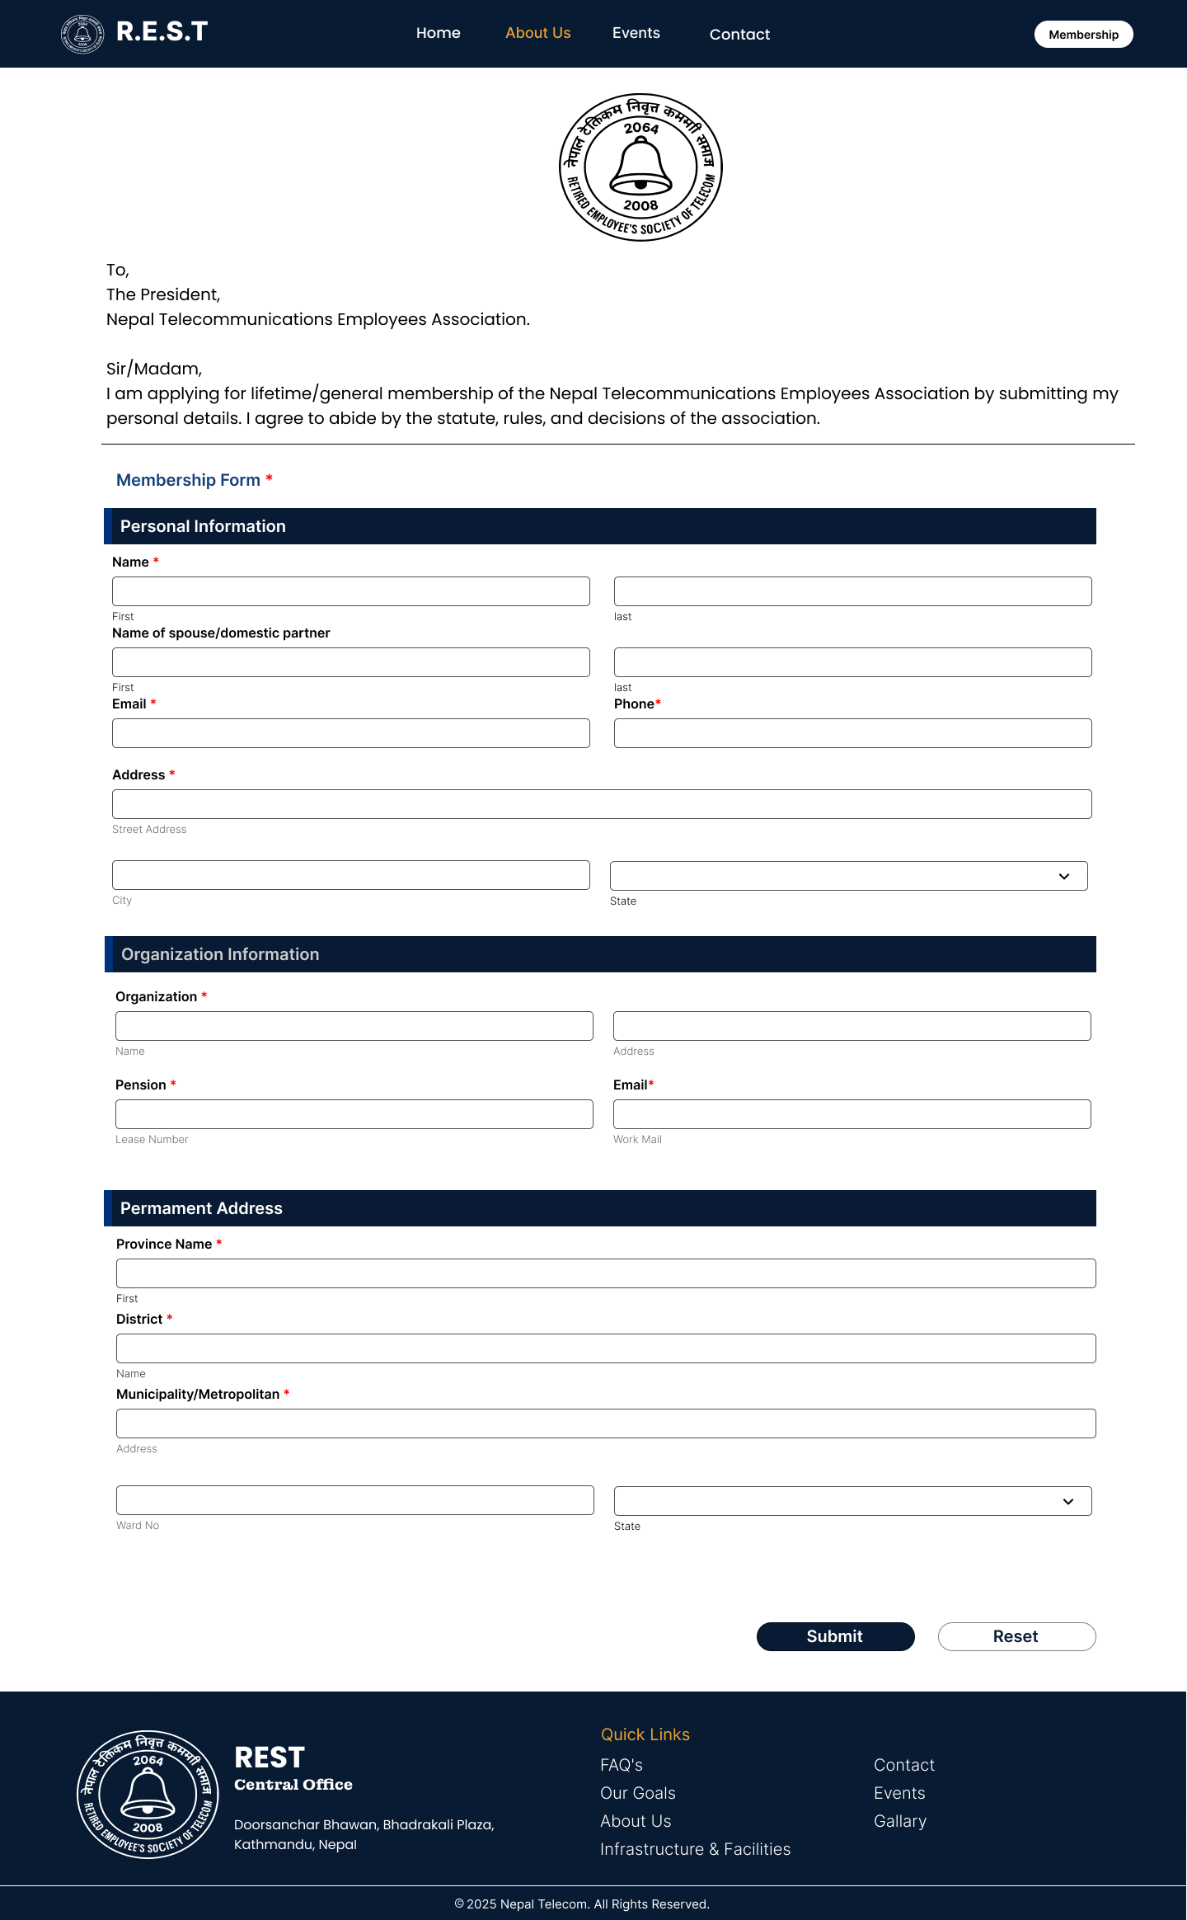 R.E.S.T
Home About Us Events Contact
Membership
नेपाल टेलिकम निवृत्त कर्मचारी समाज
2064
2008
RETIRED EMPLOYEE'S SOCIETY OF TELECOM
To,
The President,
Nepal Telecommunications Employees Association.
Sir/Madam,
I am applying for lifetime/general membership of the Nepal Telecommunications Employees Association by submitting my
personal details. I agree to abide by the statute, rules, and decisions of the association.
Membership Form *
Personal Information
Name *
First last
Name of spouse/domestic partner
First last
Email * Phone*
Address *
Street Address
City State
Organization Information
Organization *
Name Address
Pension * Email*
Lease Number Work Mail
Permament Address
Province Name *
First
District *
Name
Municipality/Metropolitan *
Address
Ward No State
Submit Reset
2064
2008
RETIRED EMPLOYEE'S SOCIETY OF TELECOM
REST
Central Office
Doorsanchar Bhawan, Bhadrakali Plaza,
Kathmandu, Nepal
Quick Links
FAQ's Contact
Our Goals Events
About Us Gallary
Infrastructure & Facilities
© 2025 Nepal Telecom. All Rights Reserved.